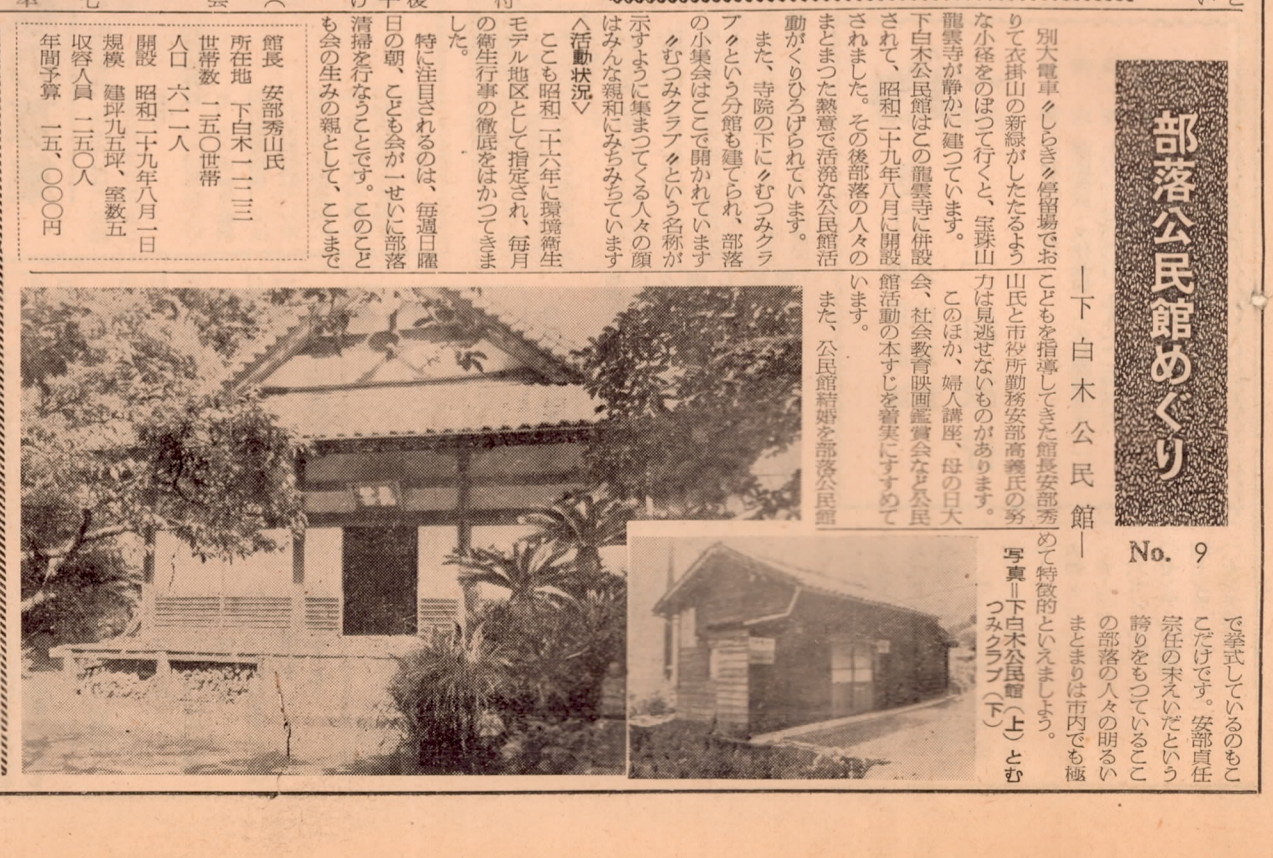 部落公民館めぐり
No. 9
―下白木公民館―
別大電車〃しらき〃停留場でお
りて衣掛山の新緑がしたたるよう
な小径をのぼつて行くと、宝珠山
龍雲寺が静かに建つています。
下白木公民館はこの龍雲寺に併設
されて、昭和二十九年八月に開設
されました。その後部落の人々の
まとまつた熱意で活溌な公民館活
動がくりひろげられています。
また、寺院の下に〃むつみクラ
ブ〃という分館も建てられ、部落
の小集会はここで開かれています
〃むつみクラブ〃という名称が
示すように集まつてくる人々の顔
はみんな親和にみちみちています
〈活動状況〉
ここも昭和二十六年に環境衛生
モデル地区として指定され、毎月
の衛生行事の徹底をはかつてきま
した。
特に注目されるのは、毎週日曜
日の朝、こども会が一せいに部落
清掃を行なうことです。このこど
も会の生みの親として、ここまで
館長 安部秀山氏
所在地 下白木一一二三
世帯数 二五〇世帯
人口 六一一八
開設 昭和二十九年八月一日
規模 建坪九五坪、室数五
収容人員 二五〇人
年間予算 一五、〇〇〇円
こどもを指導してきた館長安部秀
山氏と市役所勤務安部高義氏の労
力は見逃せないものがあります。
このほか、婦人講座、母の日大
会、社会教育映画鑑賞会など公民
館活動の本すじを着実にすすめて
います。
また、公民館結婚を部落公民館
で挙式しているのもこ
こだけです。安部貞任
宗任の末えいだという
誇りをもつているここ
の部落の人々の明るい
まとまりは市内でも極
めて特徴的といえましよう。
写真＝下白木公民館（上）とむ
つみクラブ（下）